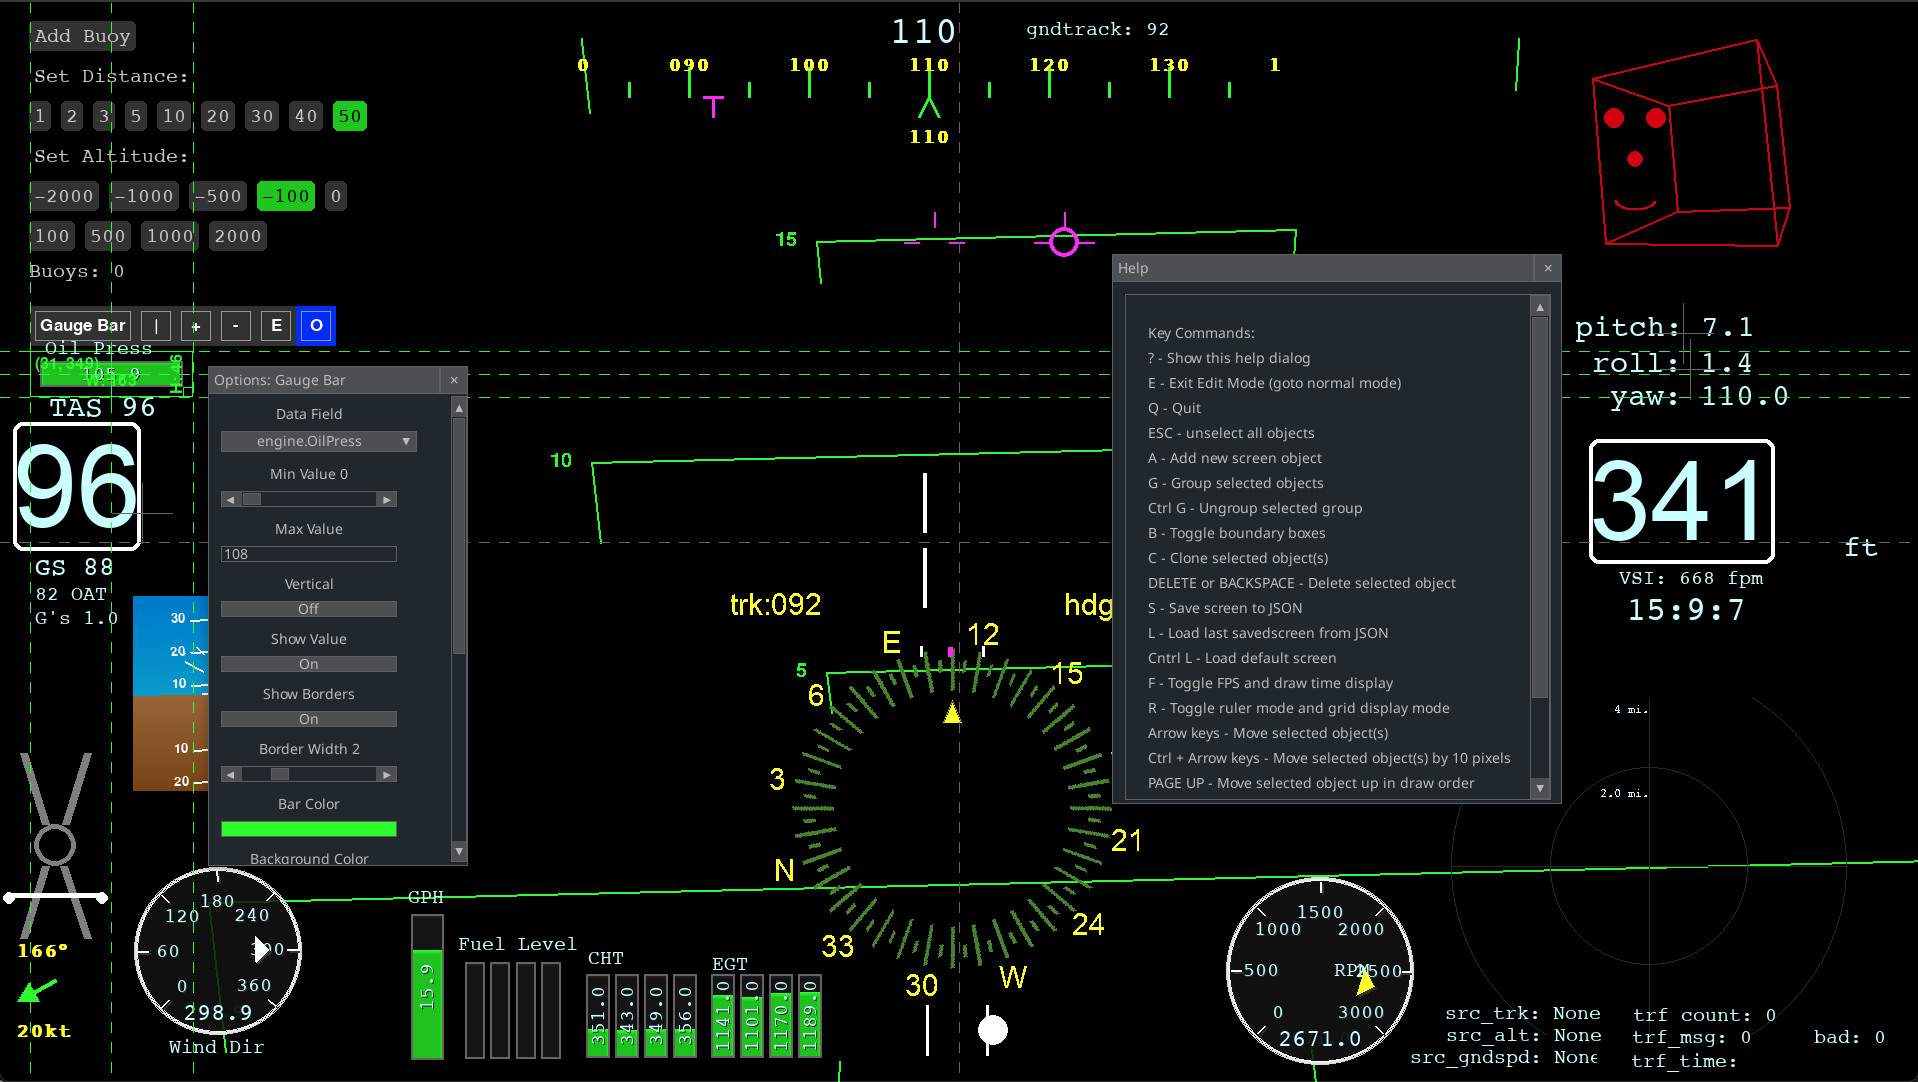 Add Buoy
110
gndtrack: 92
Set Distance:
0 090 100 110 120 130 1
1 2 3 5 10 20 30 40 50
110
Set Altitude:
-2000 -1000 -500 -100 0
100 500 1000 2000
15
Buoys: 0
Gauge Bar | + - E O
Oil Press
(31, 349)
105.9
W: 163
H: 46
TAS 96
96
GS 88
82 OAT
G's 1.0
Options: Gauge Bar ×
Data Field
engine.OilPress
Min Value 0
Max Value
108
Vertical
Off
Show Value
On
Show Borders
On
Border Width 2
Bar Color
Background Color
30
20
10
10
20
10
5
trk:092
hdg
Help ×
Key Commands:
? - Show this help dialog
E - Exit Edit Mode (goto normal mode)
Q - Quit
ESC - unselect all objects
A - Add new screen object
G - Group selected objects
Ctrl G - Ungroup selected group
B - Toggle boundary boxes
C - Clone selected object(s)
DELETE or BACKSPACE - Delete selected object
S - Save screen to JSON
L - Load last savedscreen from JSON
Cntrl L - Load default screen
F - Toggle FPS and draw time display
R - Toggle ruler mode and grid display mode
Arrow keys - Move selected object(s)
Ctrl + Arrow keys - Move selected object(s) by 10 pixels
PAGE UP - Move selected object up in draw order
pitch: 7.1
roll: 1.4
yaw: 110.0
341
ft
VSI: 668 fpm
15:9:7
4 mi.
2.0 mi.
E 12
6 15
3
21
N
24
33
30 W
166°
20kt
180
120 240
60 300
0 360
298.9
Wind Dir
GPH
15.9
Fuel Level
CHT
351.0 343.0 349.0 356.0
EGT
1141.0 1101.0 1170.0 1189.0
1500
1000 2000
500 RPM 2500
0 3000
2671.0
src_trk: None
src_alt: None
src_gndspd: None
trf count: 0
trf_msg: 0 bad: 0
trf_time: